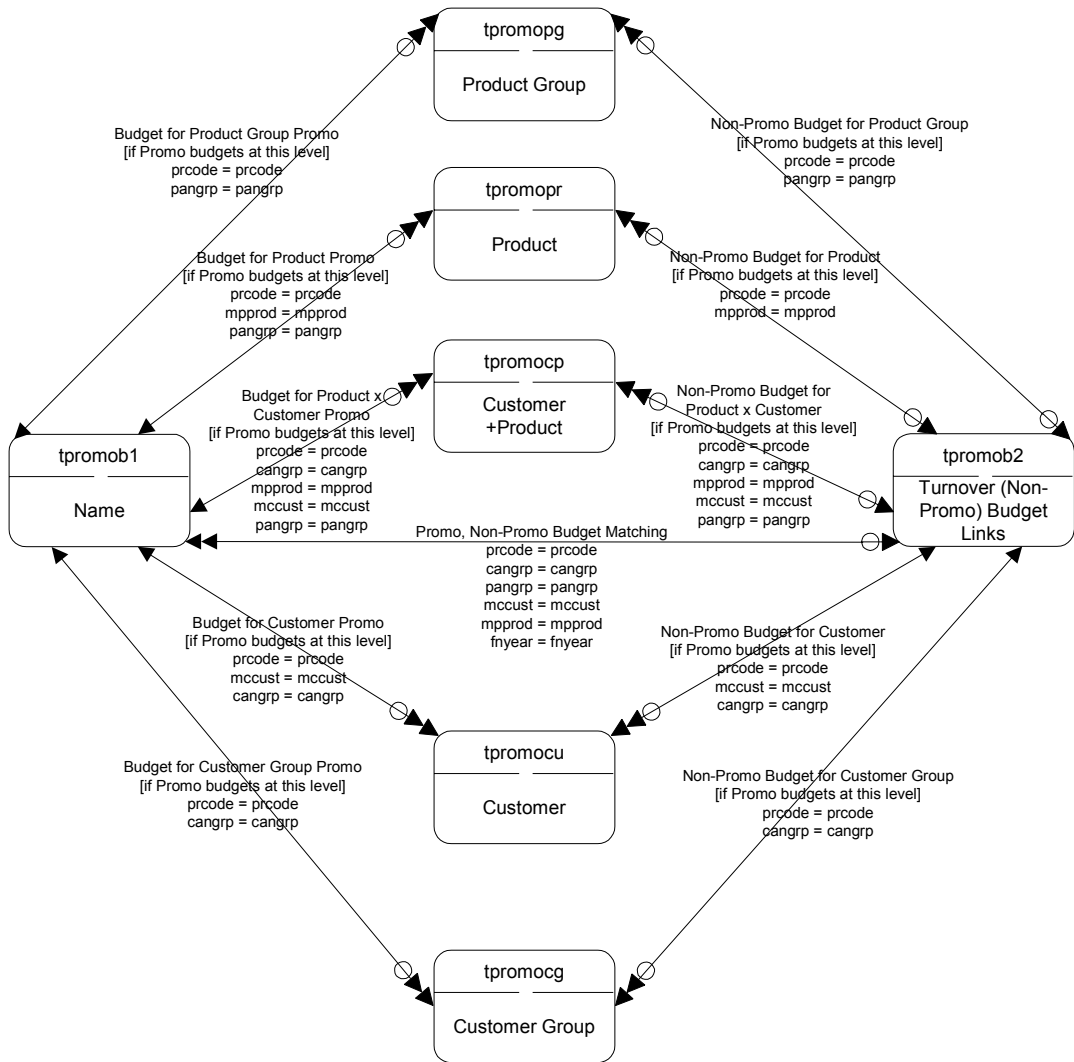 tpromopg
Product Group
Budget for Product Group Promo
[if Promo budgets at this level]
prcode = prcode
pangrp = pangrp
Non-Promo Budget for Product Group
[if Promo budgets at this level]
prcode = prcode
pangrp = pangrp
tpromopr
Product
Budget for Product Promo
[if Promo budgets at this level]
prcode = prcode
mpprod = mpprod
pangrp = pangrp
Non-Promo Budget for Product
[if Promo budgets at this level]
prcode = prcode
mpprod = mpprod
tpromocp
Customer
+Product
Budget for Product x
Customer Promo
[if Promo budgets at this level]
prcode = prcode
cangrp = cangrp
mpprod = mpprod
mccust = mccust
pangrp = pangrp
Non-Promo Budget for
Product x Customer
[if Promo budgets at this level]
prcode = prcode
cangrp = cangrp
mpprod = mpprod
mccust = mccust
pangrp = pangrp
tpromob1
Name
tpromob2
Turnover (Non-
Promo) Budget
Links
Promo, Non-Promo Budget Matching
prcode = prcode
cangrp = cangrp
pangrp = pangrp
mccust = mccust
mpprod = mpprod
fnyear = fnyear
Budget for Customer Promo
[if Promo budgets at this level]
prcode = prcode
mccust = mccust
cangrp = cangrp
Non-Promo Budget for Customer
[if Promo budgets at this level]
prcode = prcode
mccust = mccust
cangrp = cangrp
tpromocu
Customer
Budget for Customer Group Promo
[if Promo budgets at this level]
prcode = prcode
cangrp = cangrp
Non-Promo Budget for Customer Group
[if Promo budgets at this level]
prcode = prcode
cangrp = cangrp
tpromocg
Customer Group